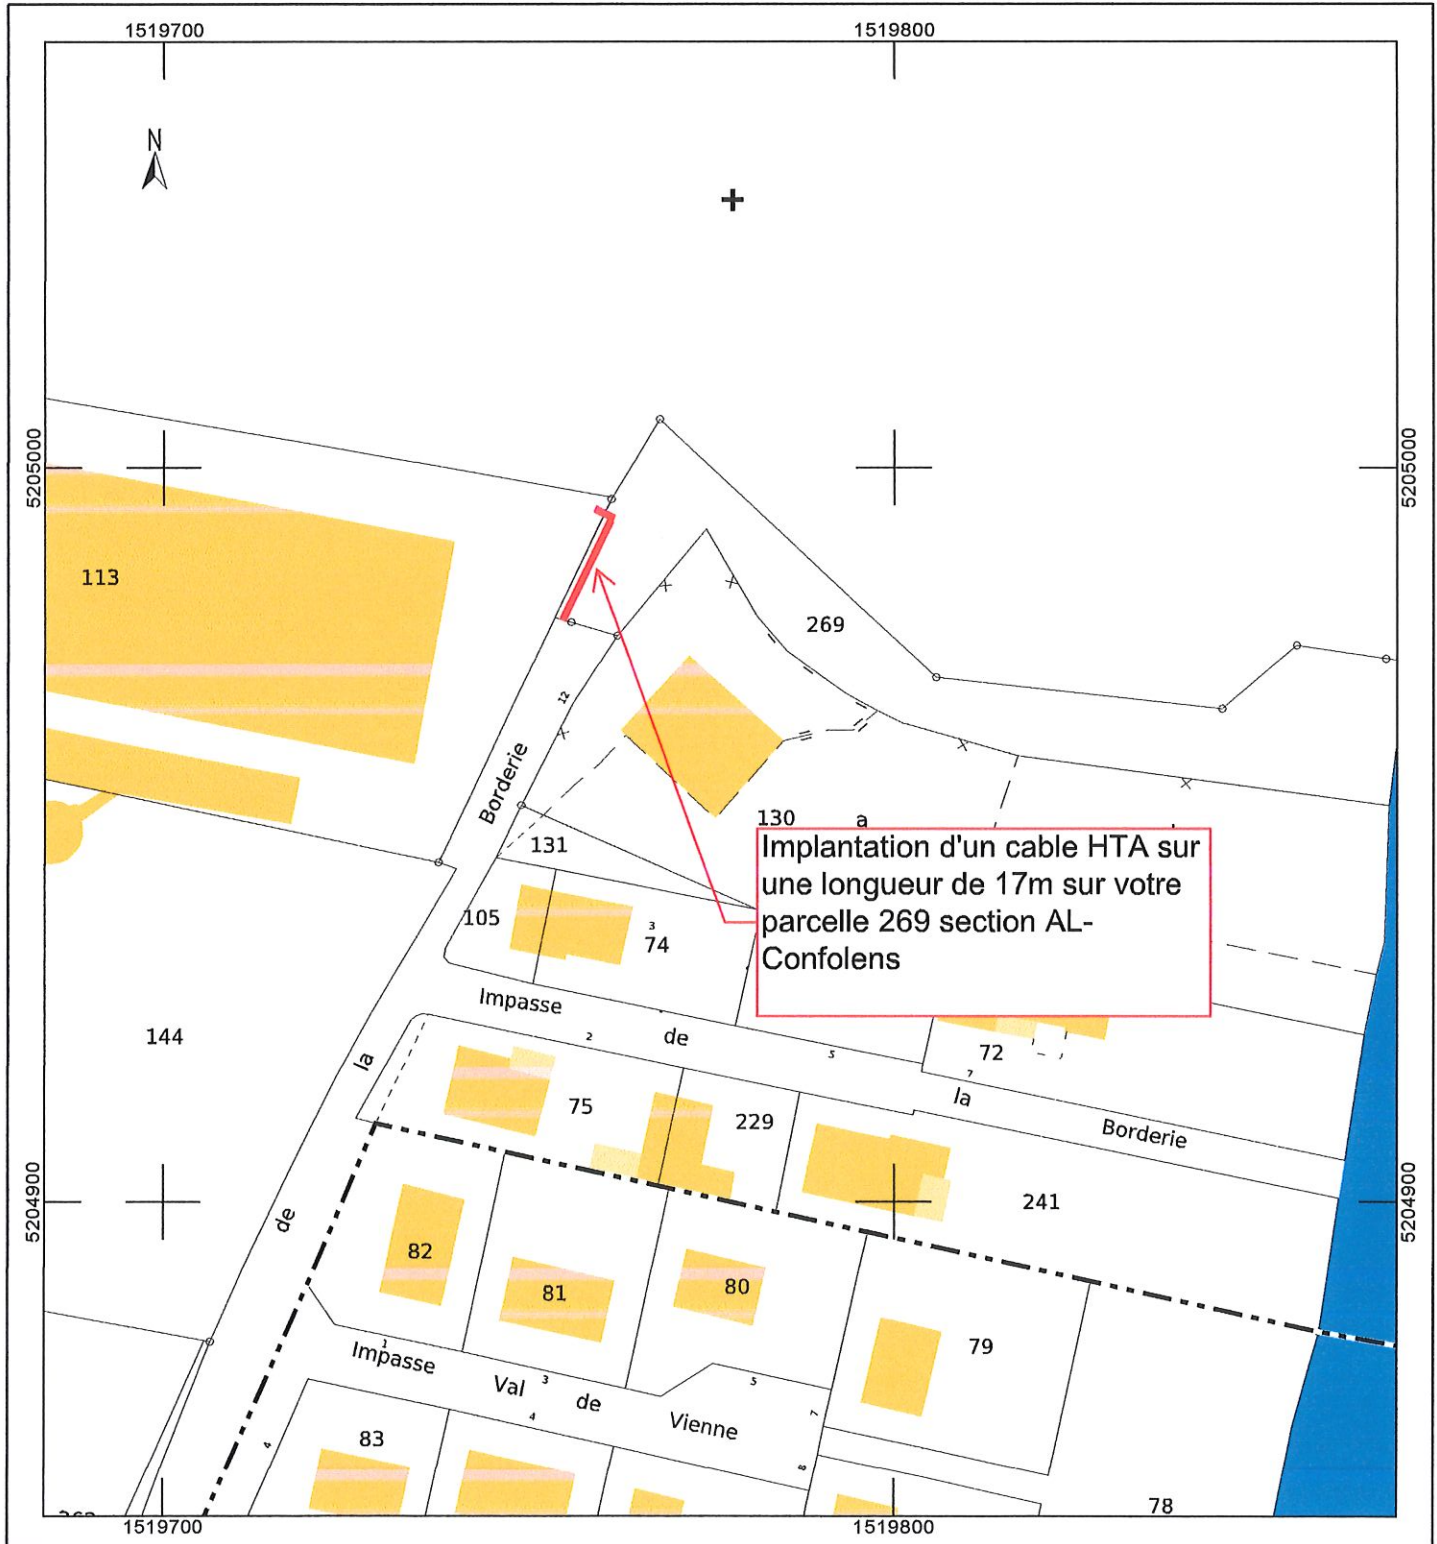 1519700
1519800
N
5205000
5205000
113
269
12
Borderie
130
a
131
Implantation d'un cable HTA sur
une longueur de 17m sur votre
parcelle 269 section AL-
Confolens
105
3
74
Impasse
de
2
5
144
72
7
la
la
75
229
Borderie
5204900
5204900
241
de
82
81
80
79
1
Impasse
Val
3
de
5
4
Vienne
7
83
4
8
78
1519700
1519800